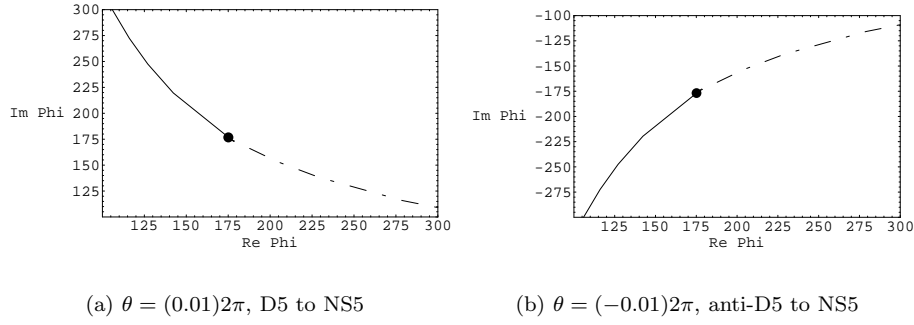 300
275
250
225
Im Phi
200
175
150
125
125 150 175 200 225 250 275 300
Re Phi
-100
-125
-150
-175
Im Phi
-200
-225
-250
-275
125 150 175 200 225 250 275 300
Re Phi
(a) θ = (0.01)2π, D5 to NS5
(b) θ = (−0.01)2π, anti-D5 to NS5